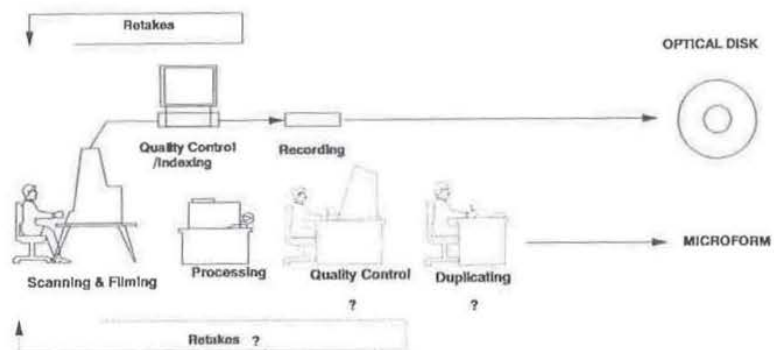 Retakes
OPTICAL DISK
Quality Control
/Indexing
Recording
Scanning & Filming
Processing
Quality Control
Duplicating
MICROFORM
?
?
Retakes ?